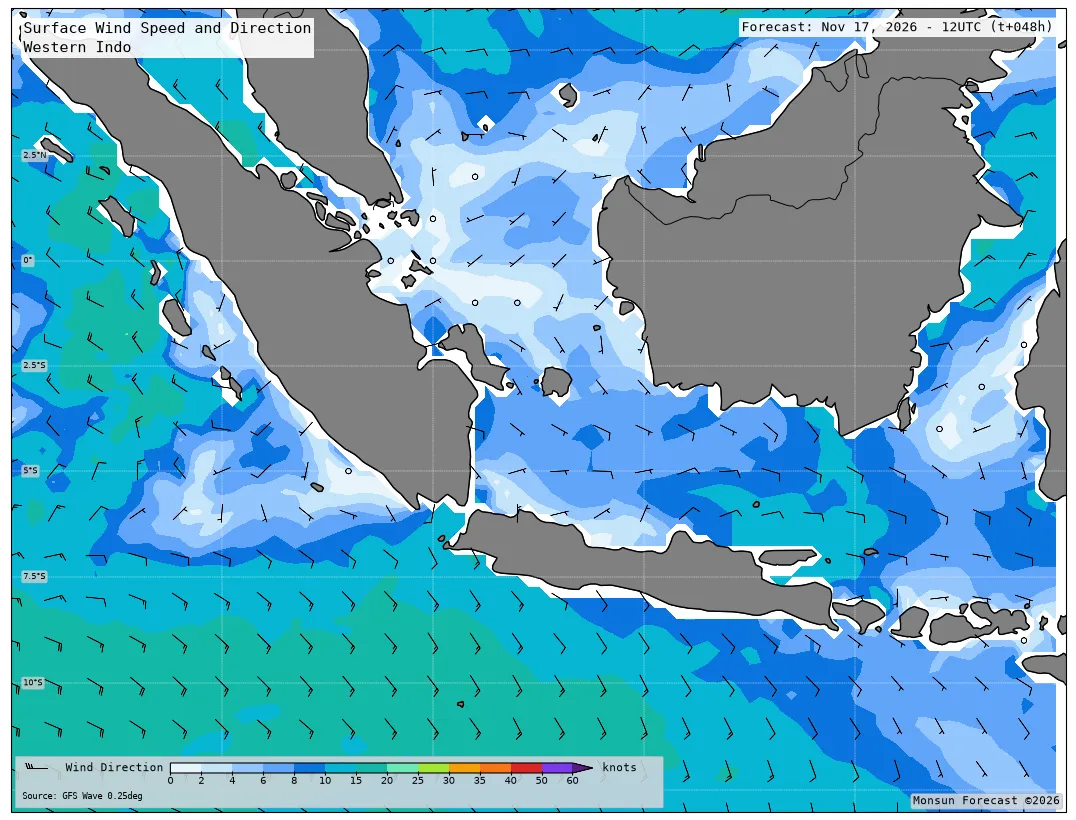 Surface Wind Speed and Direction
Western Indo
Forecast: Nov 17, 2026 - 12UTC (t+048h)
2.5°N
0°
2.5°S
5°S
7.5°S
10°S
Wind Direction
0 2 4 6 8 10 15 20 25 30 35 40 50 60
knots
Source: GFS Wave 0.25deg
Monsun Forecast ©2026